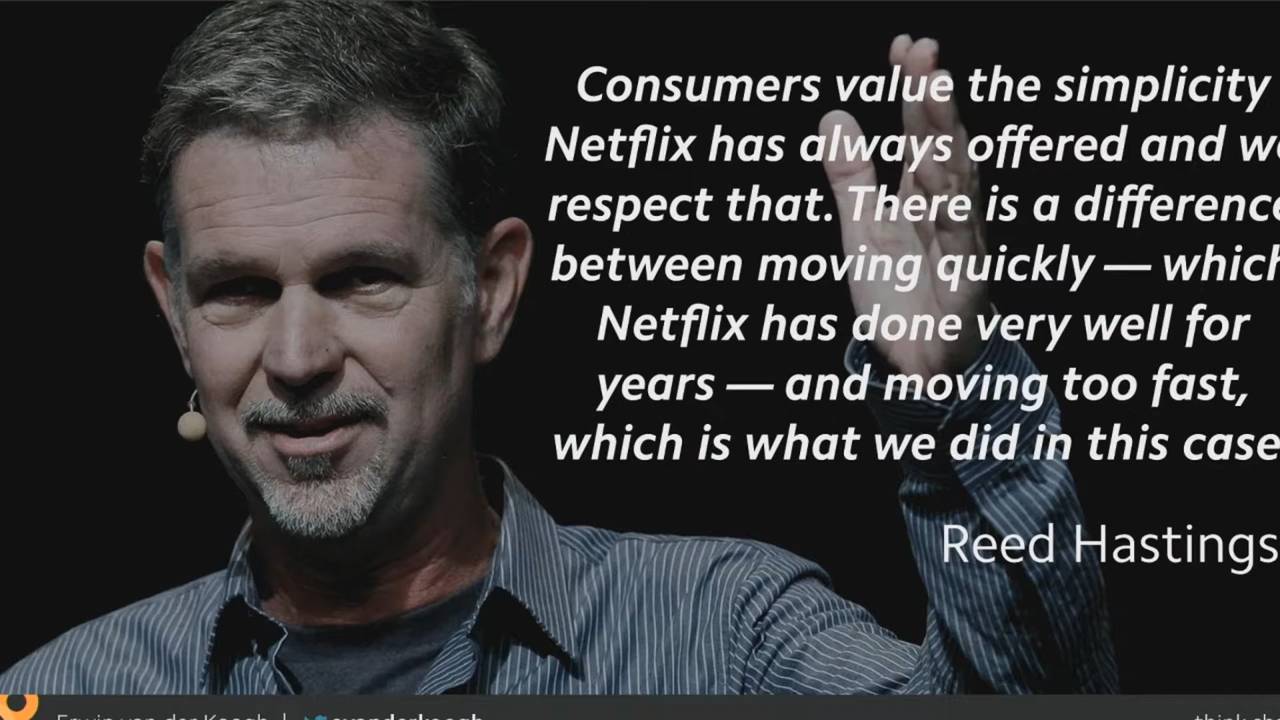 Consumers value the simplicity
Netflix has always offered and we
respect that. There is a difference
between moving quickly — which
Netflix has done very well for
years — and moving too fast,
which is what we did in this case
Reed Hastings